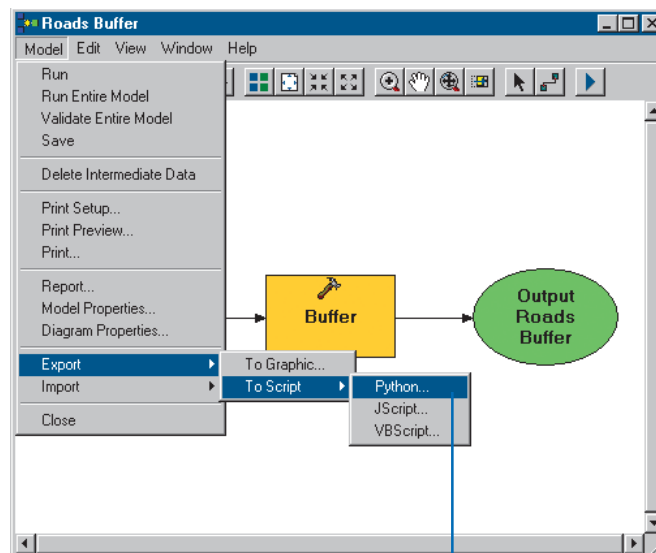 Roads Buffer
Model Edit View Window Help
Run
Run Entire Model
Validate Entire Model
Save
Delete Intermediate Data
Print Setup...
Print Preview...
Print...
Report...
Model Properties...
Diagram Properties...
Export
Import
Close
To Graphic...
To Script
Python...
JScript...
VBScript...
Buffer
Output
Roads
Buffer